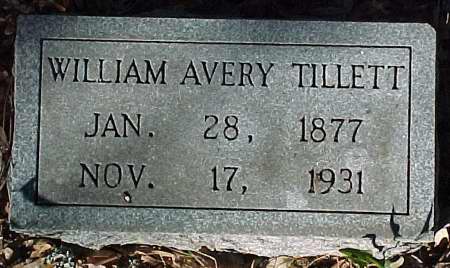 WILLIAM AVERY TILLETT
JAN. 28, 1877
NOV. 17, 1931